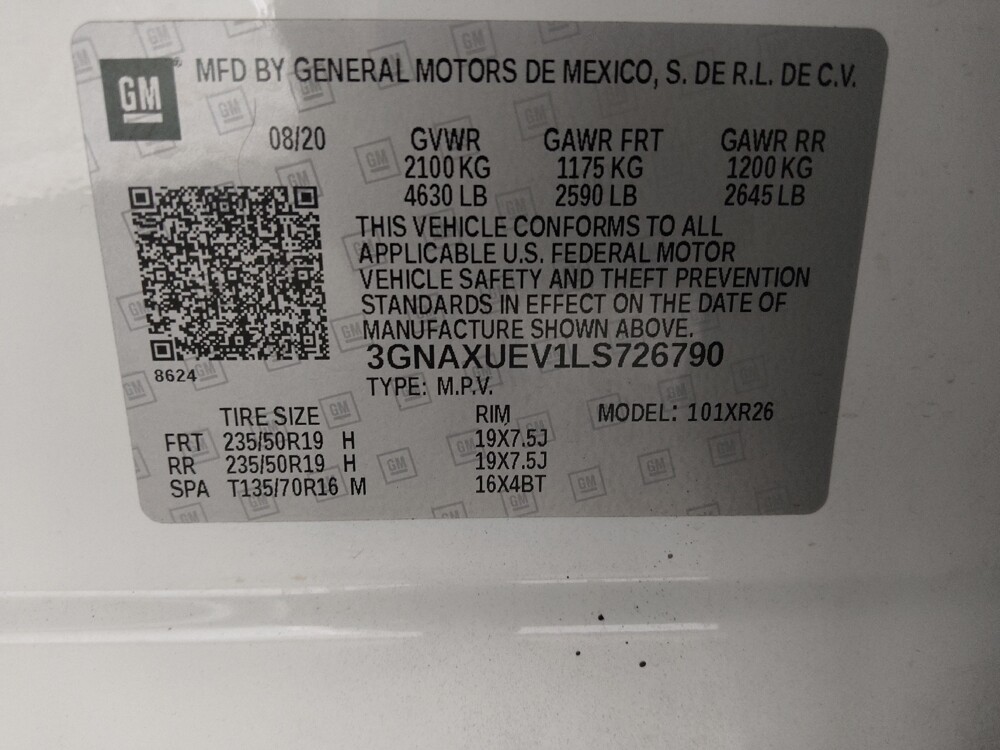 GM ® MFD BY GENERAL MOTORS DE MEXICO, S. DE R.L. DE C.V.
08/20 GVWR GAWR FRT GAWR RR
2100 KG 1175 KG 1200 KG
4630 LB 2590 LB 2645 LB
THIS VEHICLE CONFORMS TO ALL
APPLICABLE U.S. FEDERAL MOTOR
VEHICLE SAFETY AND THEFT PREVENTION
STANDARDS IN EFFECT ON THE DATE OF
MANUFACTURE SHOWN ABOVE.
3GNAXUEV1LS726790
8624
TYPE: M.P.V.
TIRE SIZE RIM MODEL: 101XR26
FRT 235/50R19 H 19X7.5J
RR 235/50R19 H 19X7.5J
SPA T135/70R16 M 16X4BT